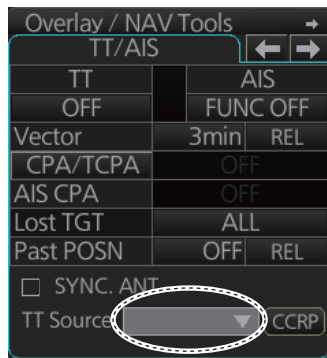 Overlay / NAV Tools
TT/AIS
TT AIS
OFF FUNC OFF
Vector 3min REL
CPA/TCPA OFF
AIS CPA OFF
Lost TGT ALL
Past POSN OFF REL
SYNC. ANT
TT Source CCRP